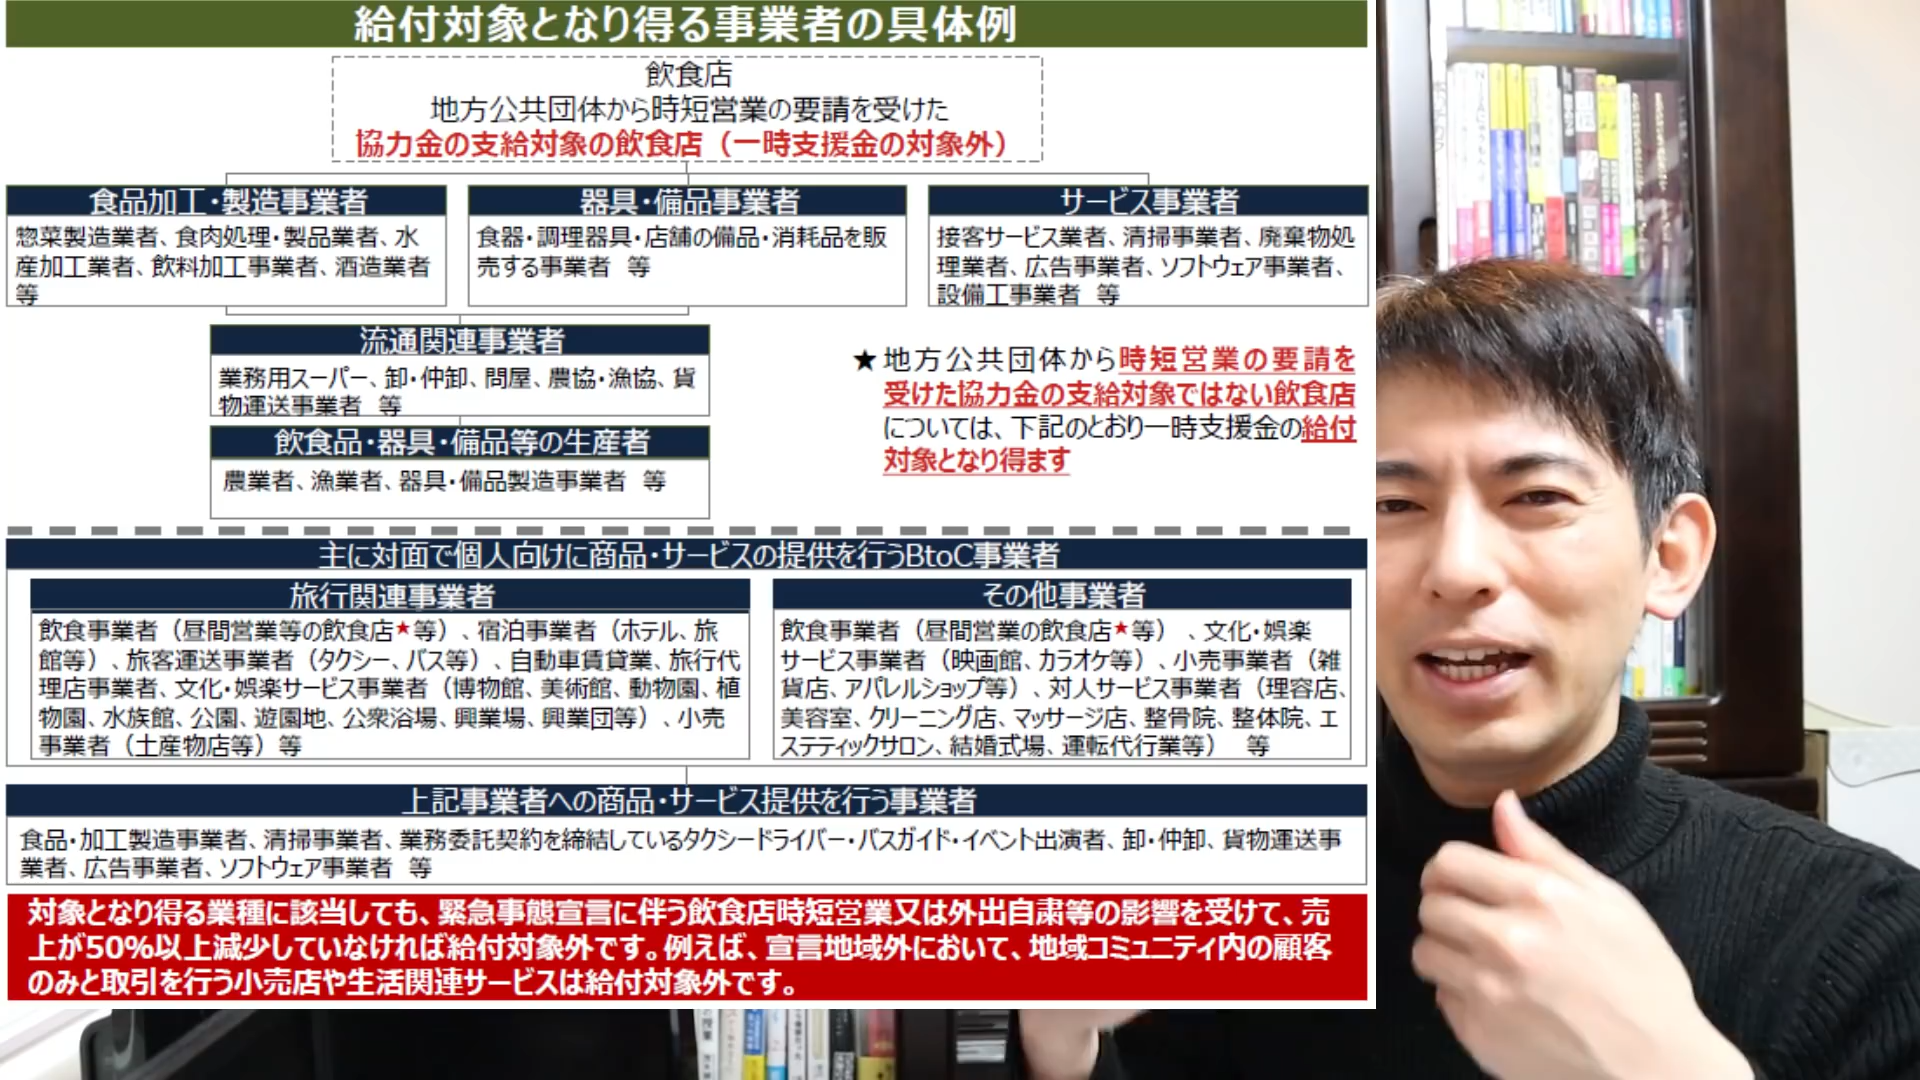 給付対象となり得る事業者の具体例
飲食店
地方公共団体から時短営業の要請を受けた
協力金の支給対象の飲食店（一時支援金の対象外）
食品加工・製造事業者
惣菜製造業者、食肉処理・製品業者、水
産加工業者、飲料加工事業者、酒造業者
等
器具・備品事業者
食器・調理器具・店舗の備品・消耗品を販
売する事業者 等
サービス事業者
接客サービス業者、清掃事業者、廃棄物処
理業者、広告事業者、ソフトウェア事業者、
設備工事業者 等
流通関連事業者
業務用スーパー、卸・仲卸、問屋、農協・漁協、貨
物運送事業者 等
飲食品・器具・備品等の生産者
農業者、漁業者、器具・備品製造事業者 等
★地方公共団体から時短営業の要請を
受けた協力金の支給対象ではない飲食店
については、下記のとおり一時支援金の給付
対象となり得ます
主に対面で個人向けに商品・サービスの提供を行うBtoC事業者
旅行関連事業者
飲食事業者（昼間営業等の飲食店★等）、宿泊事業者（ホテル、旅
館等）、旅客運送事業者（タクシー、バス等）、自動車賃貸業、旅行代
理店事業者、文化・娯楽サービス事業者（博物館、美術館、動物園、植
物園、水族館、公園、遊園地、公衆浴場、興業場、興業団等）、小売
事業者（土産物店等）等
その他事業者
飲食事業者（昼間営業の飲食店★等）、文化・娯楽
サービス事業者（映画館、カラオケ等）、小売事業者（雑
貨店、アパレルショップ等）、対人サービス事業者（理容店、
美容室、クリーニング店、マッサージ店、整骨院、整体院、エ
ステティックサロン、結婚式場、運転代行業等） 等
上記事業者への商品・サービス提供を行う事業者
食品・加工製造事業者、清掃事業者、業務委託契約を締結しているタクシードライバー・バスガイド・イベント出演者、卸・仲卸、貨物運送事
業者、広告事業者、ソフトウェア事業者 等
対象となり得る業種に該当しても、緊急事態宣言に伴う飲食店時短営業又は外出自粛等の影響を受けて、売
上が50%以上減少していなければ給付対象外です。例えば、宣言地域外において、地域コミュニティ内の顧客
のみと取引を行う小売店や生活関連サービスは給付対象外です。